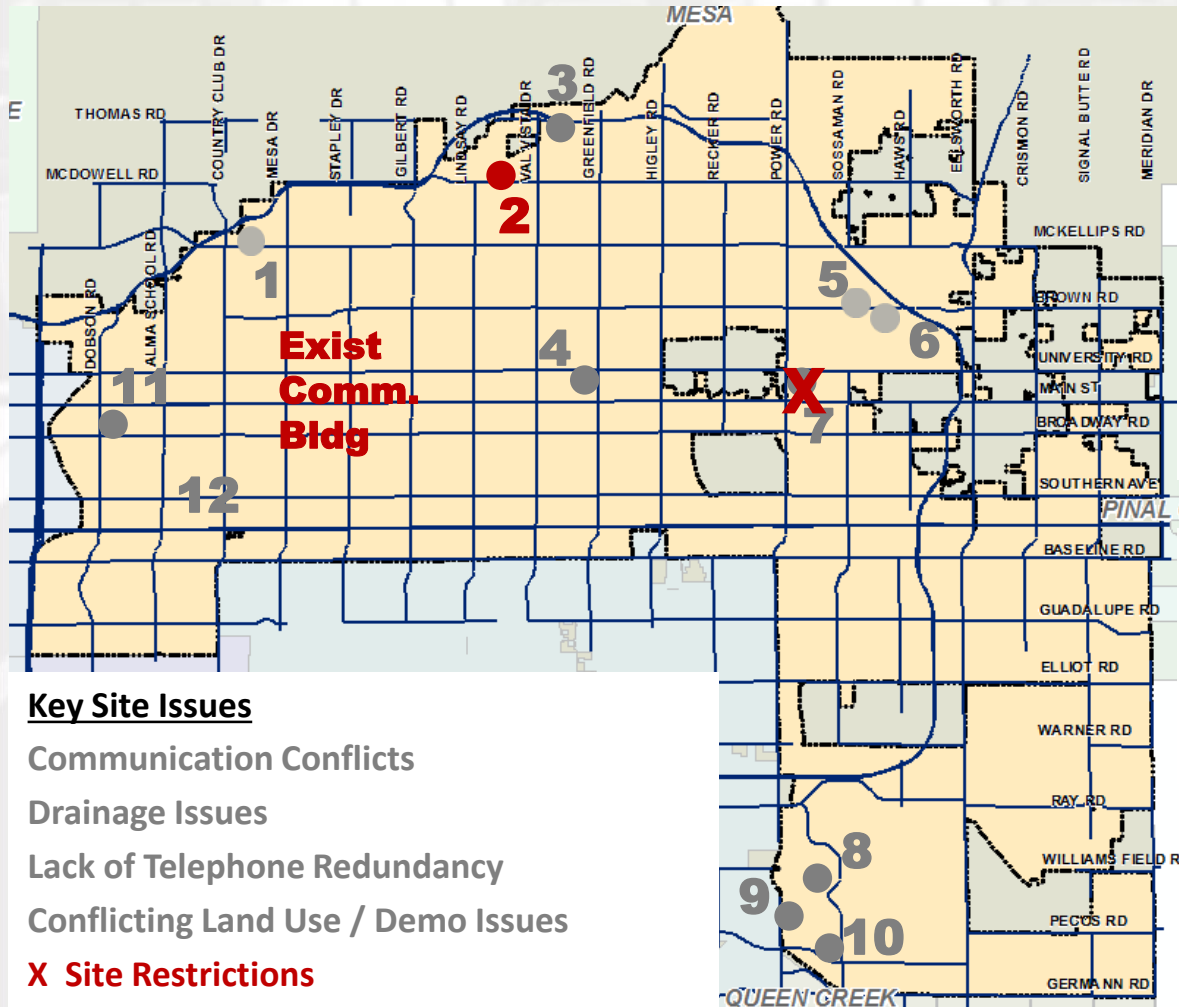 MESA
E
THOMAS RD
MCDOWELL RD
COUNTRY CLUB DR
MESA DR
STAPLEY DR
GILBERT RD
LINDSAY RD
VAL VISTA DR
GREENFIELD RD
HIGLEY RD
RECKER RD
POWER RD
SOSSAMAN RD
HAWS RD
ELLSWORTH RD
CRISMON RD
SIGNAL BUTTE RD
MERIDIAN DR
3
2
1
DOBSON RD
ALMA SCHOOL RD
MCKELLIPS RD
5
6
BROWN RD
Exist
Comm.
Bldg
4
11
X
7
UNIVERSITY RD
MAIN ST
BROADWAY RD
12
SOUTHERN AVE
PINAL
BASELINE RD
GUADALUPE RD
ELLIOT RD
WARNER RD
RAY RD
8
WILLIAMS FIELD R
9
PECOS RD
10
GERMANN RD
QUEEN CREEK
Key Site Issues
Communication Conflicts
Drainage Issues
Lack of Telephone Redundancy
Conflicting Land Use / Demo Issues
X Site Restrictions